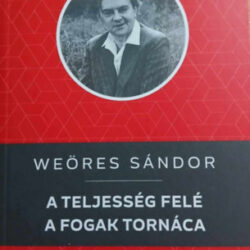 WEÖRES SÁNDOR
A TELJESSÉG FELÉ
A FOGAK TORNÁCA